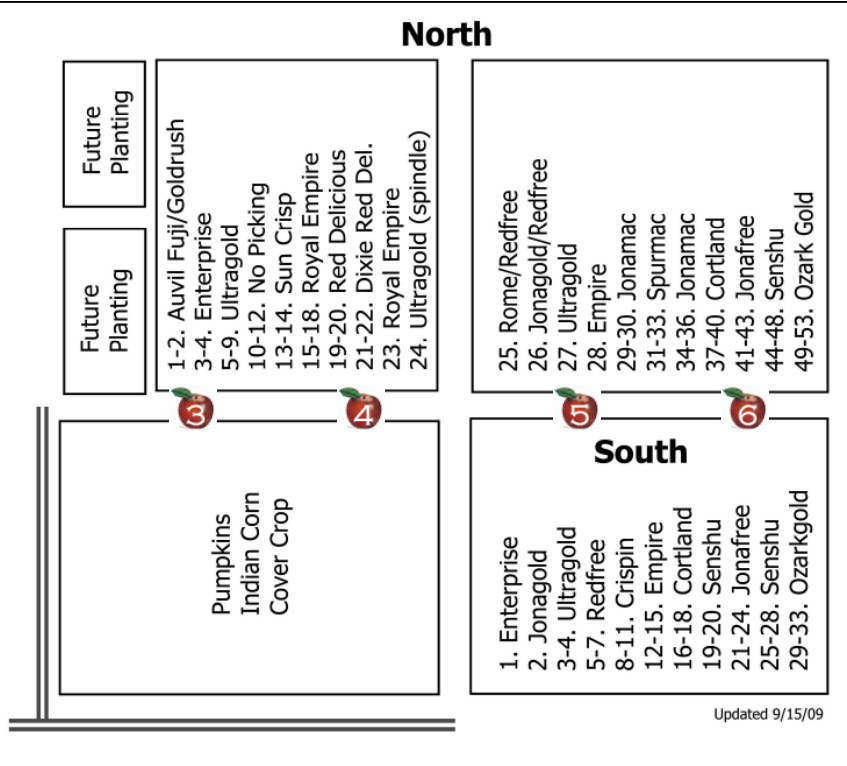 North
Future
Planting
Future
Planting
1-2. Auvil Fuji/Goldrush
3-4. Enterprise
5-9. Ultragold
10-12. No Picking
13-14. Sun Crisp
15-18. Royal Empire
19-20. Red Delicious
21-22. Dixie Red Del.
23. Royal Empire
24. Ultragold (spindle)
25. Rome/Redfree
26. Jonagold/Redfree
27. Ultragold
28. Empire
29-30. Jonamac
31-33. Spurmac
34-36. Jonamac
37-40. Cortland
41-43. Jonafree
44-48. Senshu
49-53. Ozark Gold
3
4
5
6
Pumpkins
Indian Corn
Cover Crop
South
1. Enterprise
2. Jonagold
3-4. Ultragold
5-7. Redfree
8-11. Crispin
12-15. Empire
16-18. Cortland
19-20. Senshu
21-24. Jonafree
25-28. Senshu
29-33. Ozarkgold
Updated 9/15/09